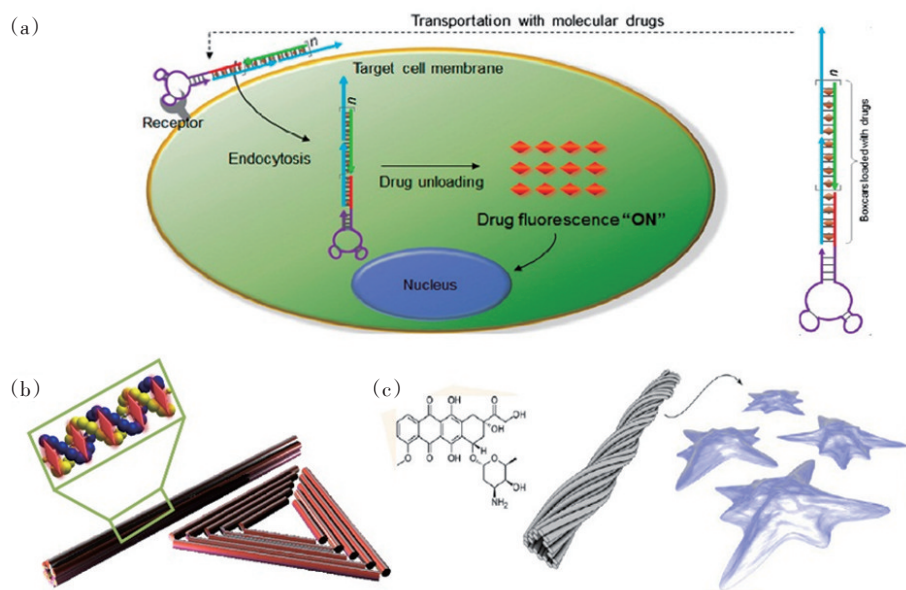 (a)
Transportation with molecular drugs
n
Target cell membrane
Receptor
n
Endocytosis
Drug unloading
Drug fluorescence “ON”
Nucleus
n
Boxcars loaded with drugs
(b)
(c)
O OH O
OH
OH
O O OH O H
O
OH
NH₂